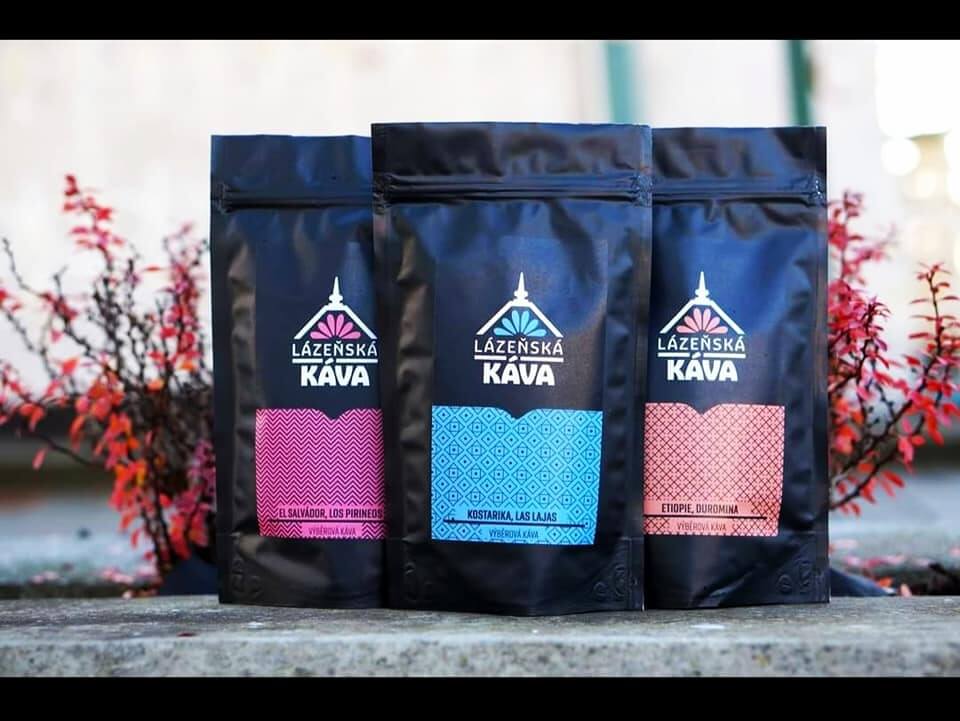 LÁZEŇSKÁ
KÁVA
EL SALVÁDOR, LOS PIRINEOS
VÝBĚROVÁ KÁVA
LÁZEŇSKÁ
KÁVA
KOSTARIKA, LAS LAJAS
VÝBĚROVÁ KÁVA
LÁZEŇSKÁ
KÁVA
ETIOPIE, DUROMINA
VÝBĚROVÁ KÁVA